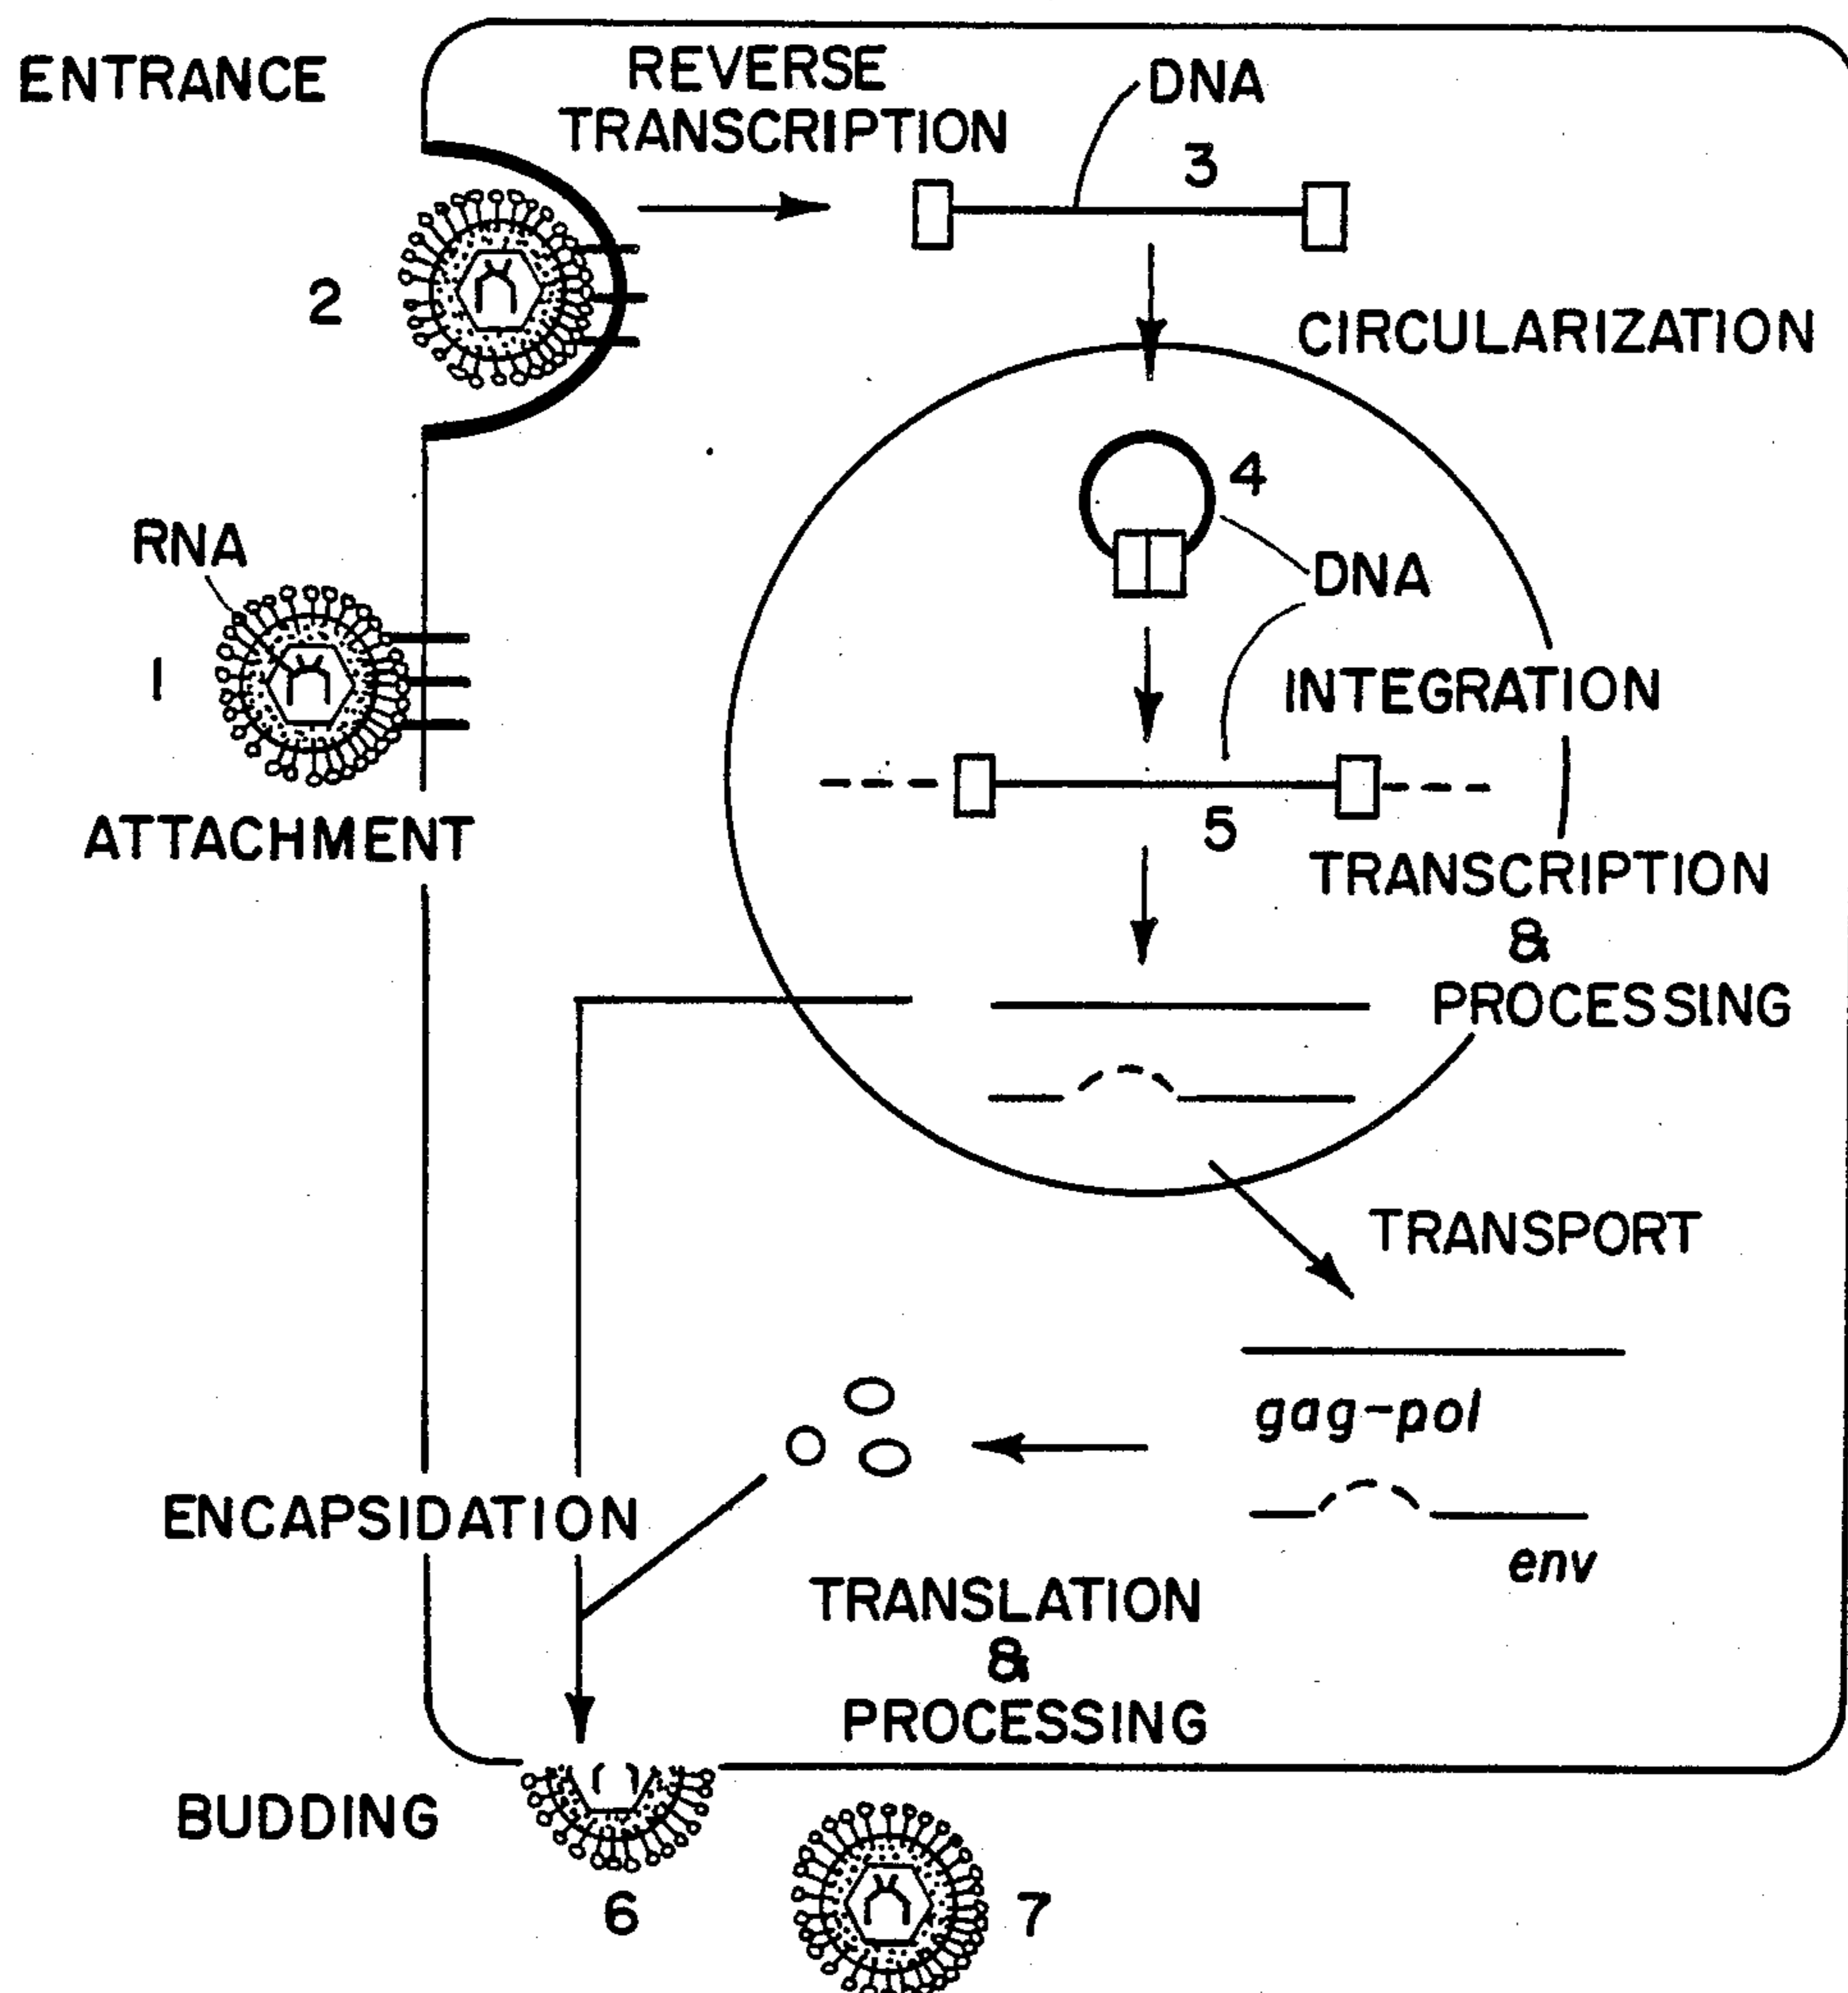 ENTRANCE
REVERSE
TRANSCRIPTION
DNA
3
2
CIRCULARIZATION
4
RNA
DNA
1
INTEGRATION
ATTACHMENT
5
TRANSCRIPTION
&
PROCESSING
TRANSPORT
gag-pol
ENCAPSIDATION
env
TRANSLATION
&
PROCESSING
BUDDING
6
7